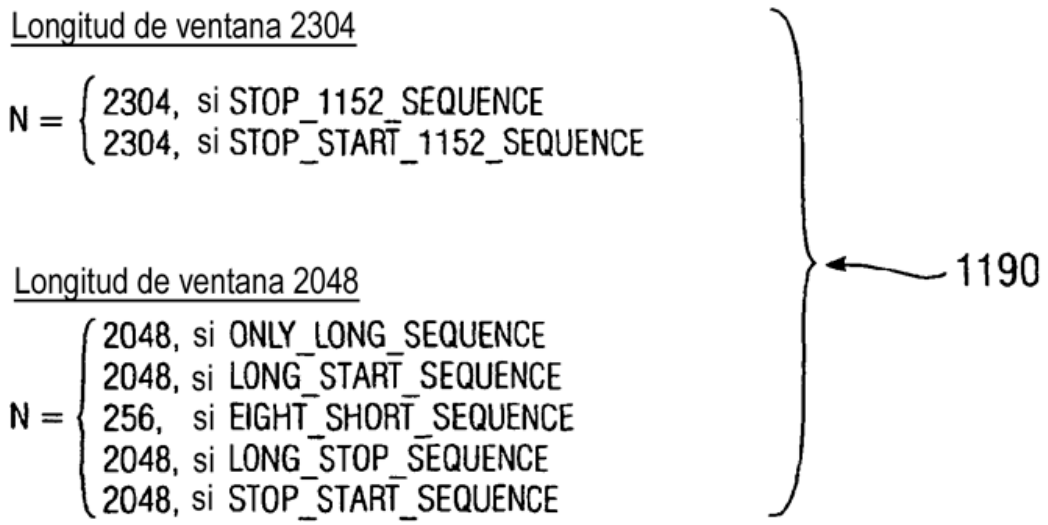 Longitud de ventana 2304
N = { 2304, si STOP_1152_SEQUENCE
2304, si STOP_START_1152_SEQUENCE
1190
Longitud de ventana 2048
N = { 2048, si ONLY_LONG_SEQUENCE
2048, si LONG_START_SEQUENCE
256, si EIGHT_SHORT_SEQUENCE
2048, si LONG_STOP_SEQUENCE
2048, si STOP_START_SEQUENCE